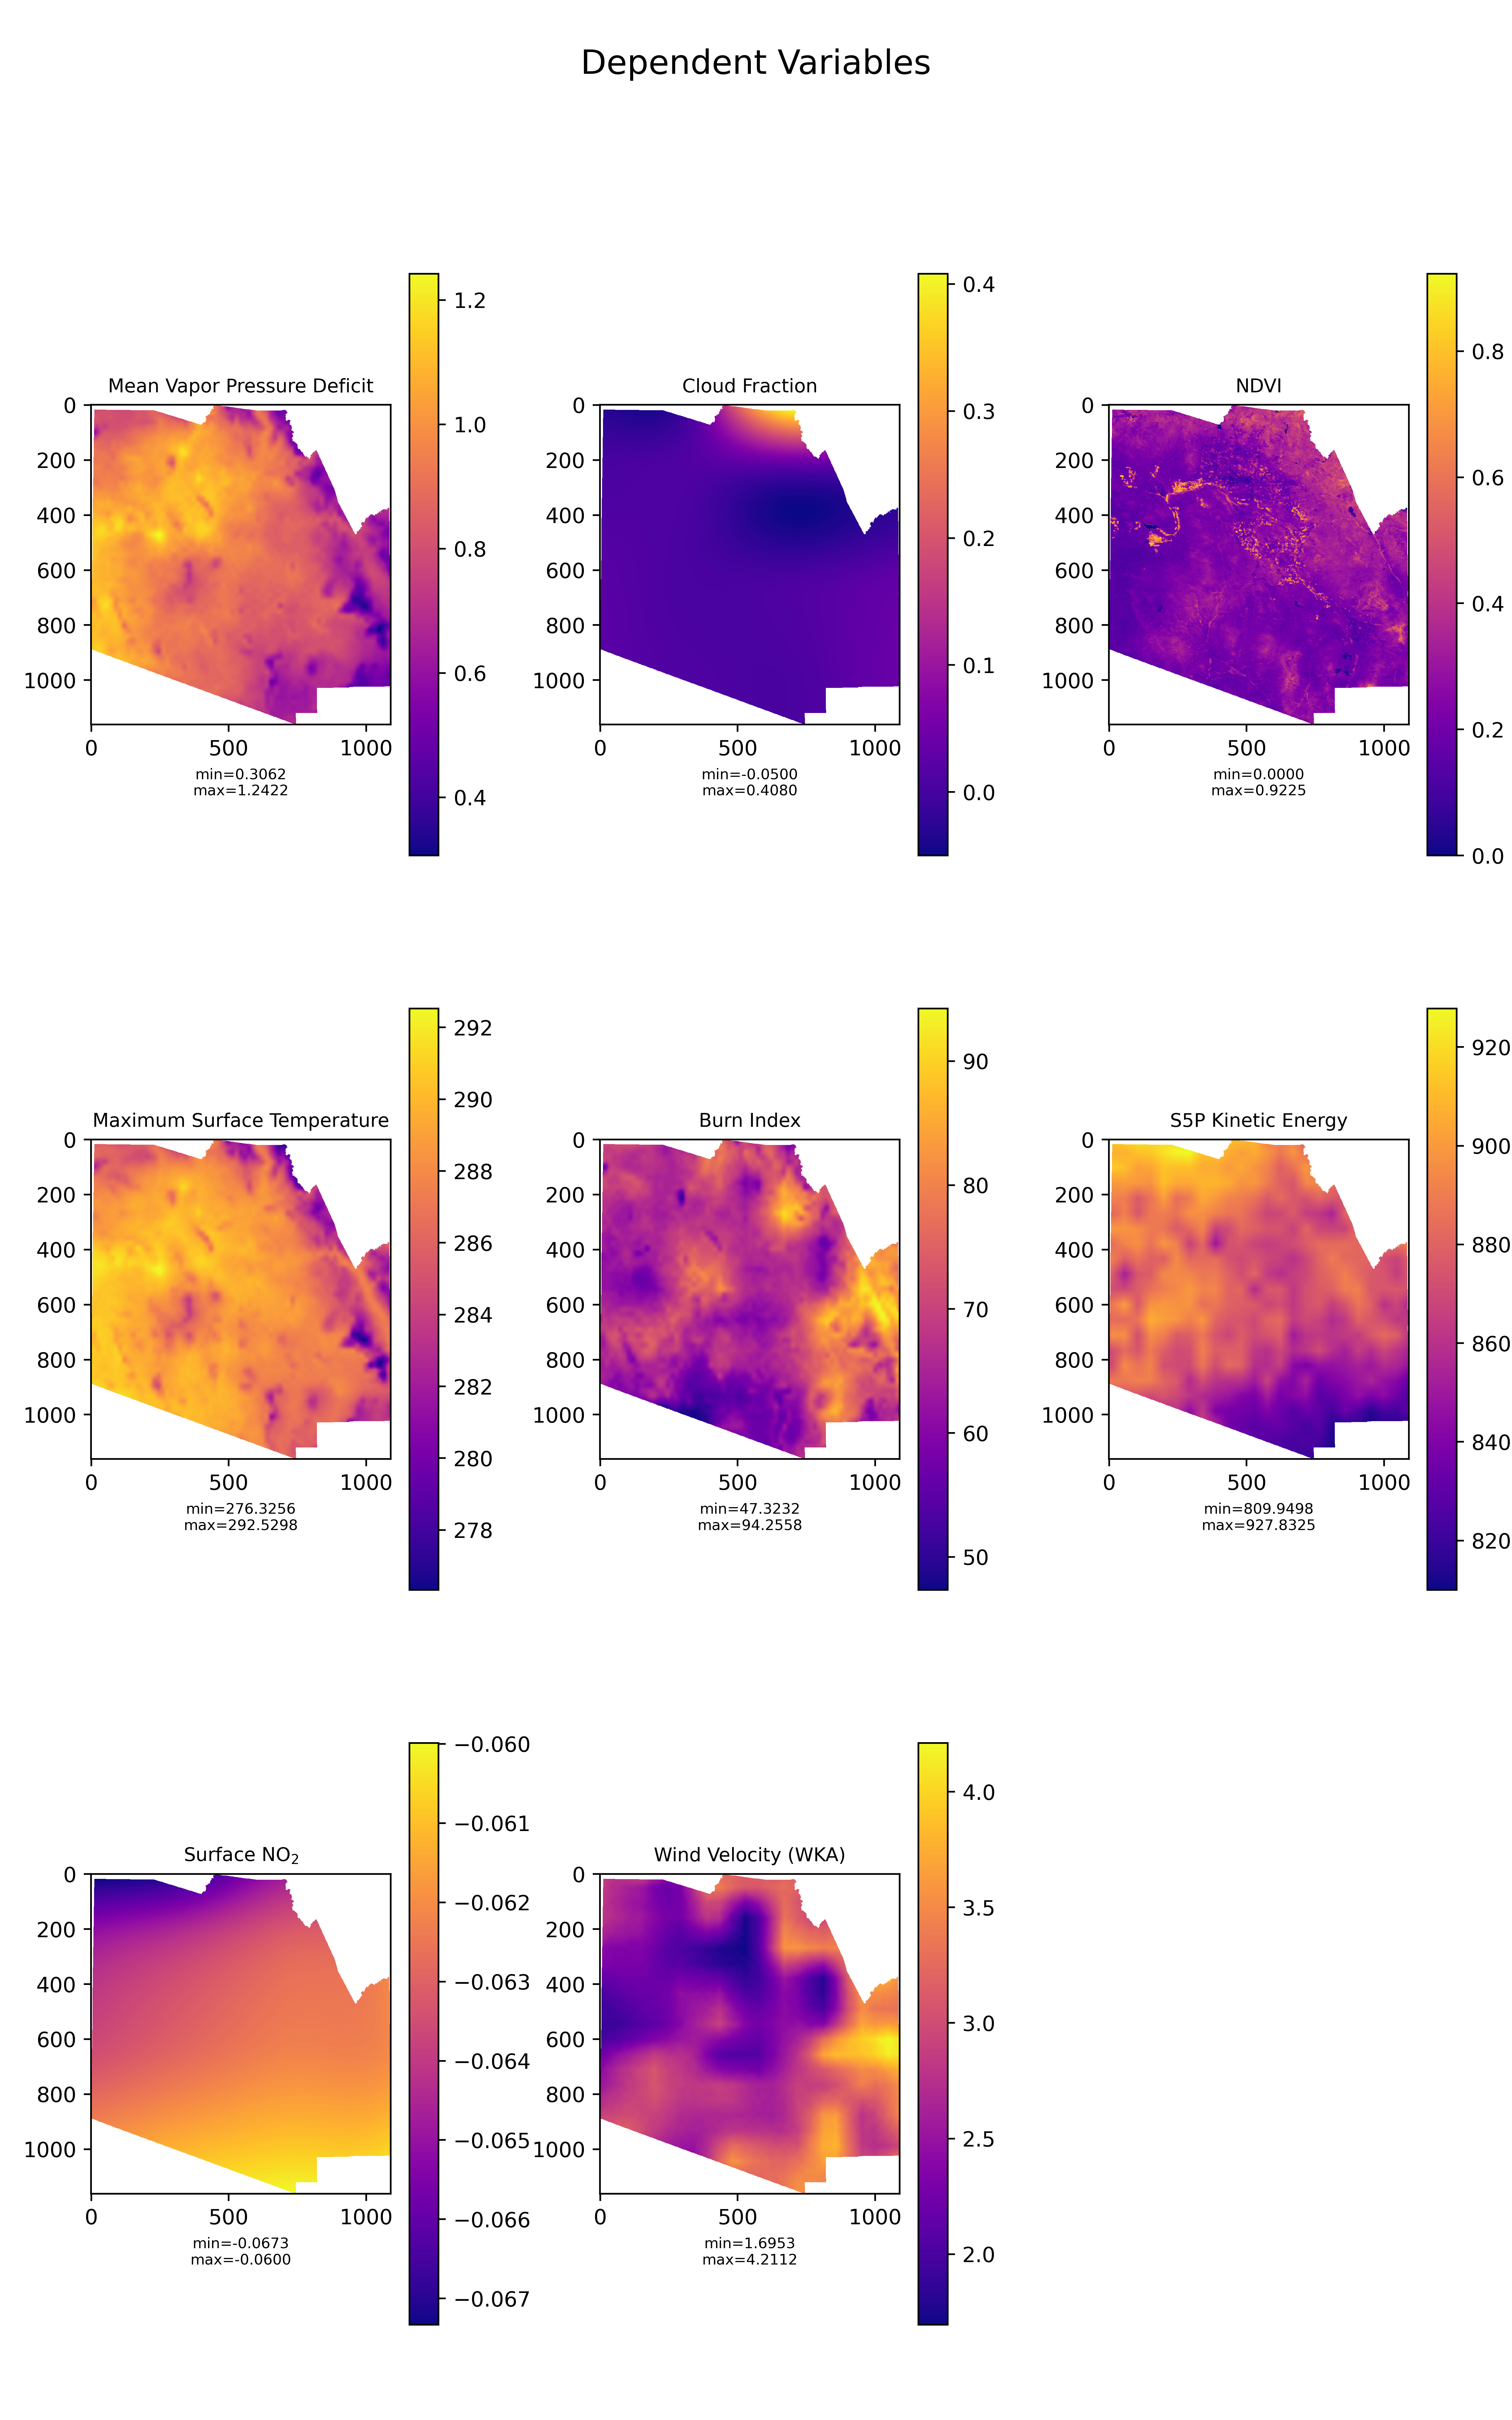 Dependent Variables
Mean Vapor Pressure Deficit
0
200
400
600
800
1000
0 500 1000
min=0.3062
max=1.2422
1.2
1.0
0.8
0.6
0.4
Cloud Fraction
0
200
400
600
800
1000
0 500 1000
min=-0.0500
max=0.4080
0.4
0.3
0.2
0.1
0.0
NDVI
0
200
400
600
800
1000
0 500 1000
min=0.0000
max=0.9225
0.8
0.6
0.4
0.2
0.0
Maximum Surface Temperature
0
200
400
600
800
1000
0 500 1000
min=276.3256
max=292.5298
292
290
288
286
284
282
280
278
Burn Index
0
200
400
600
800
1000
0 500 1000
min=47.3232
max=94.2558
90
80
70
60
50
S5P Kinetic Energy
0
200
400
600
800
1000
0 500 1000
min=809.9498
max=927.8325
920
900
880
860
840
820
Surface NO₂
0
200
400
600
800
1000
0 500 1000
min=-0.0673
max=-0.0600
−0.060
−0.061
−0.062
−0.063
−0.064
−0.065
−0.066
−0.067
Wind Velocity (WKA)
0
200
400
600
800
1000
0 500 1000
min=1.6953
max=4.2112
4.0
3.5
3.0
2.5
2.0